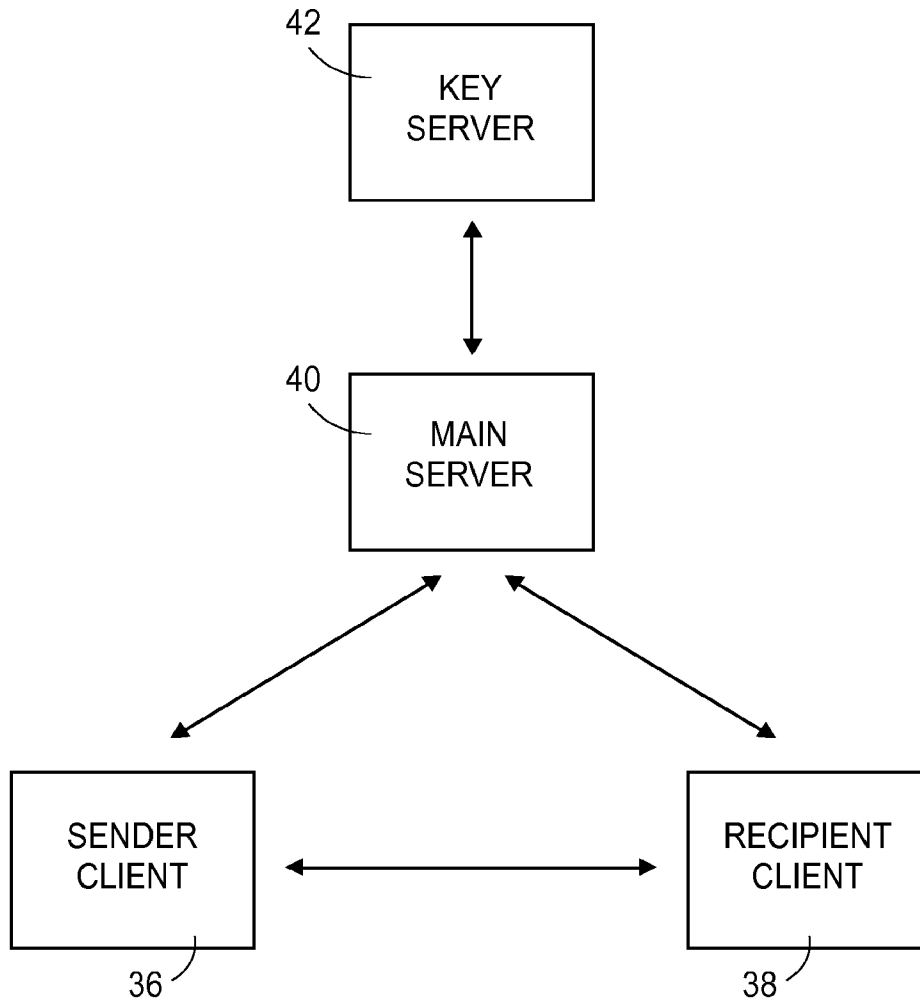 42
KEY
SERVER
40
MAIN
SERVER
SENDER
CLIENT
RECIPIENT
CLIENT
36
38